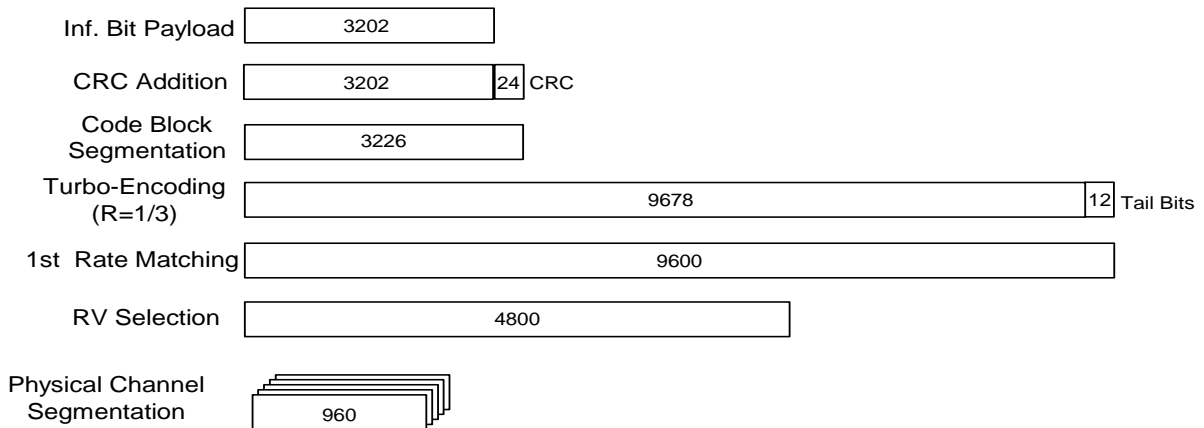 Inf. Bit Payload 3202
CRC Addition 3202 24 CRC
Code Block
Segmentation 3226
Turbo-Encoding
(R=1/3) 9678 12 Tail Bits
1st Rate Matching 9600
RV Selection 4800
Physical Channel
Segmentation 960